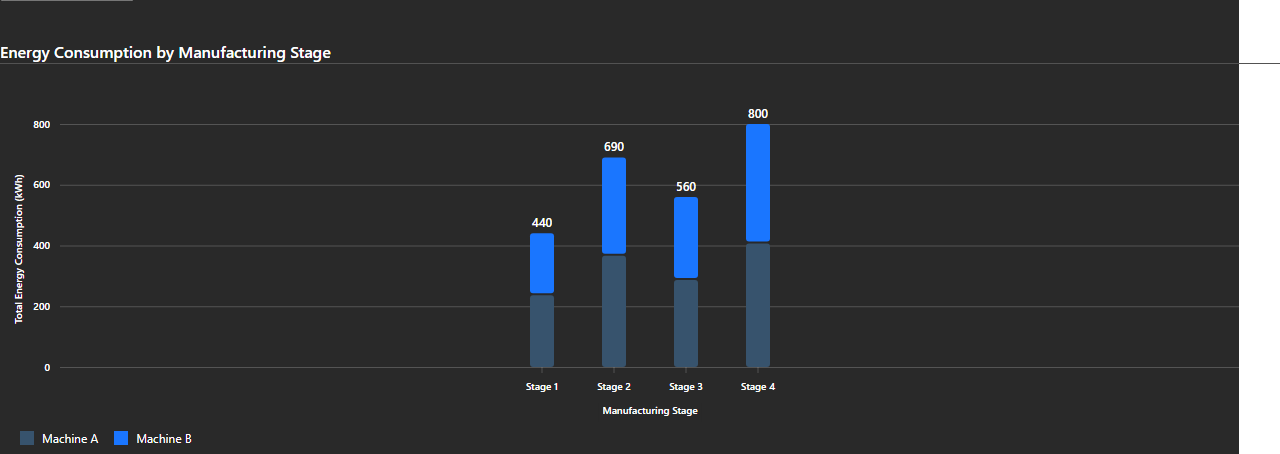 Energy Consumption by Manufacturing Stage
800
690
560
440
800
600
400
200
0
Total Energy Consumption (kWh)
Stage 1
Stage 2
Stage 3
Stage 4
Manufacturing Stage
Machine A
Machine B